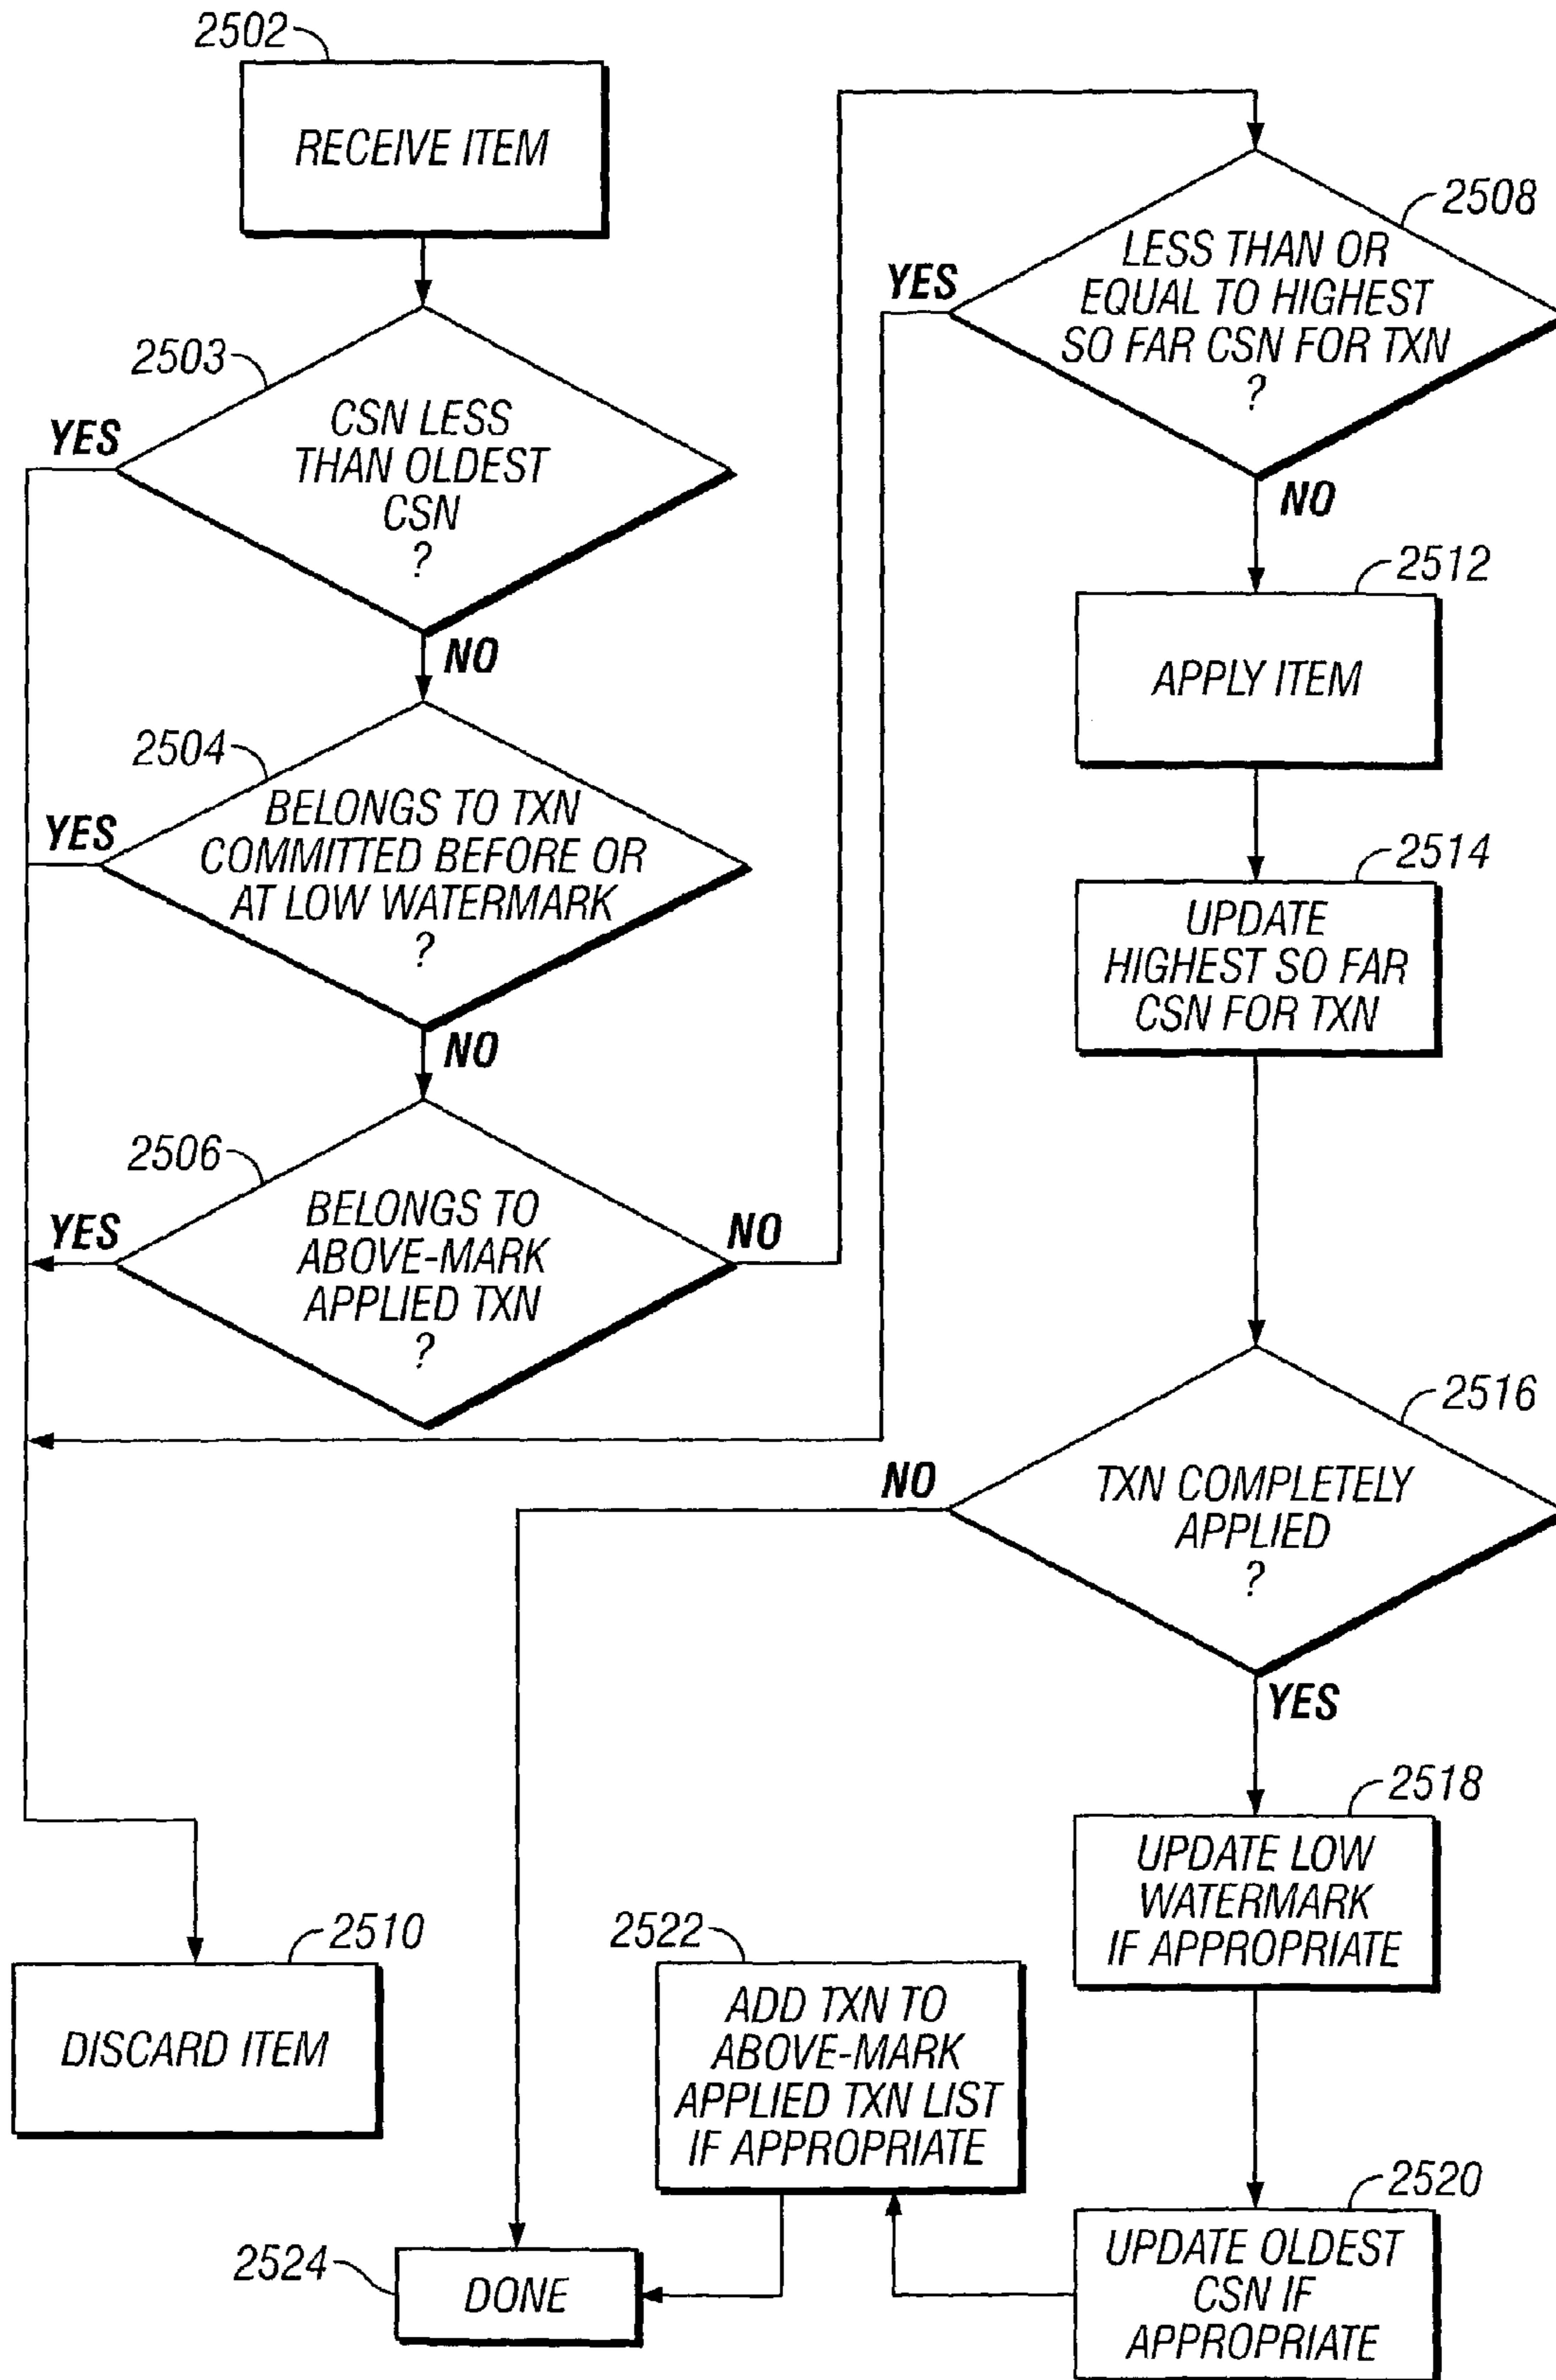 2502
RECEIVE ITEM
2503
CSN LESS
THAN OLDEST
CSN
?
YES
NO
2504
BELONGS TO TXN
COMMITTED BEFORE OR
AT LOW WATERMARK
?
YES
NO
2506
BELONGS TO
ABOVE-MARK
APPLIED TXN
?
YES
NO
2508
LESS THAN OR
EQUAL TO HIGHEST
SO FAR CSN FOR TXN
?
YES
NO
2512
APPLY ITEM
2514
UPDATE
HIGHEST SO FAR
CSN FOR TXN
2516
TXN COMPLETELY
APPLIED
?
NO
YES
2518
UPDATE LOW
WATERMARK
IF APPROPRIATE
2510
DISCARD ITEM
2522
ADD TXN TO
ABOVE-MARK
APPLIED TXN LIST
IF APPROPRIATE
2520
UPDATE OLDEST
CSN IF
APPROPRIATE
2524
DONE